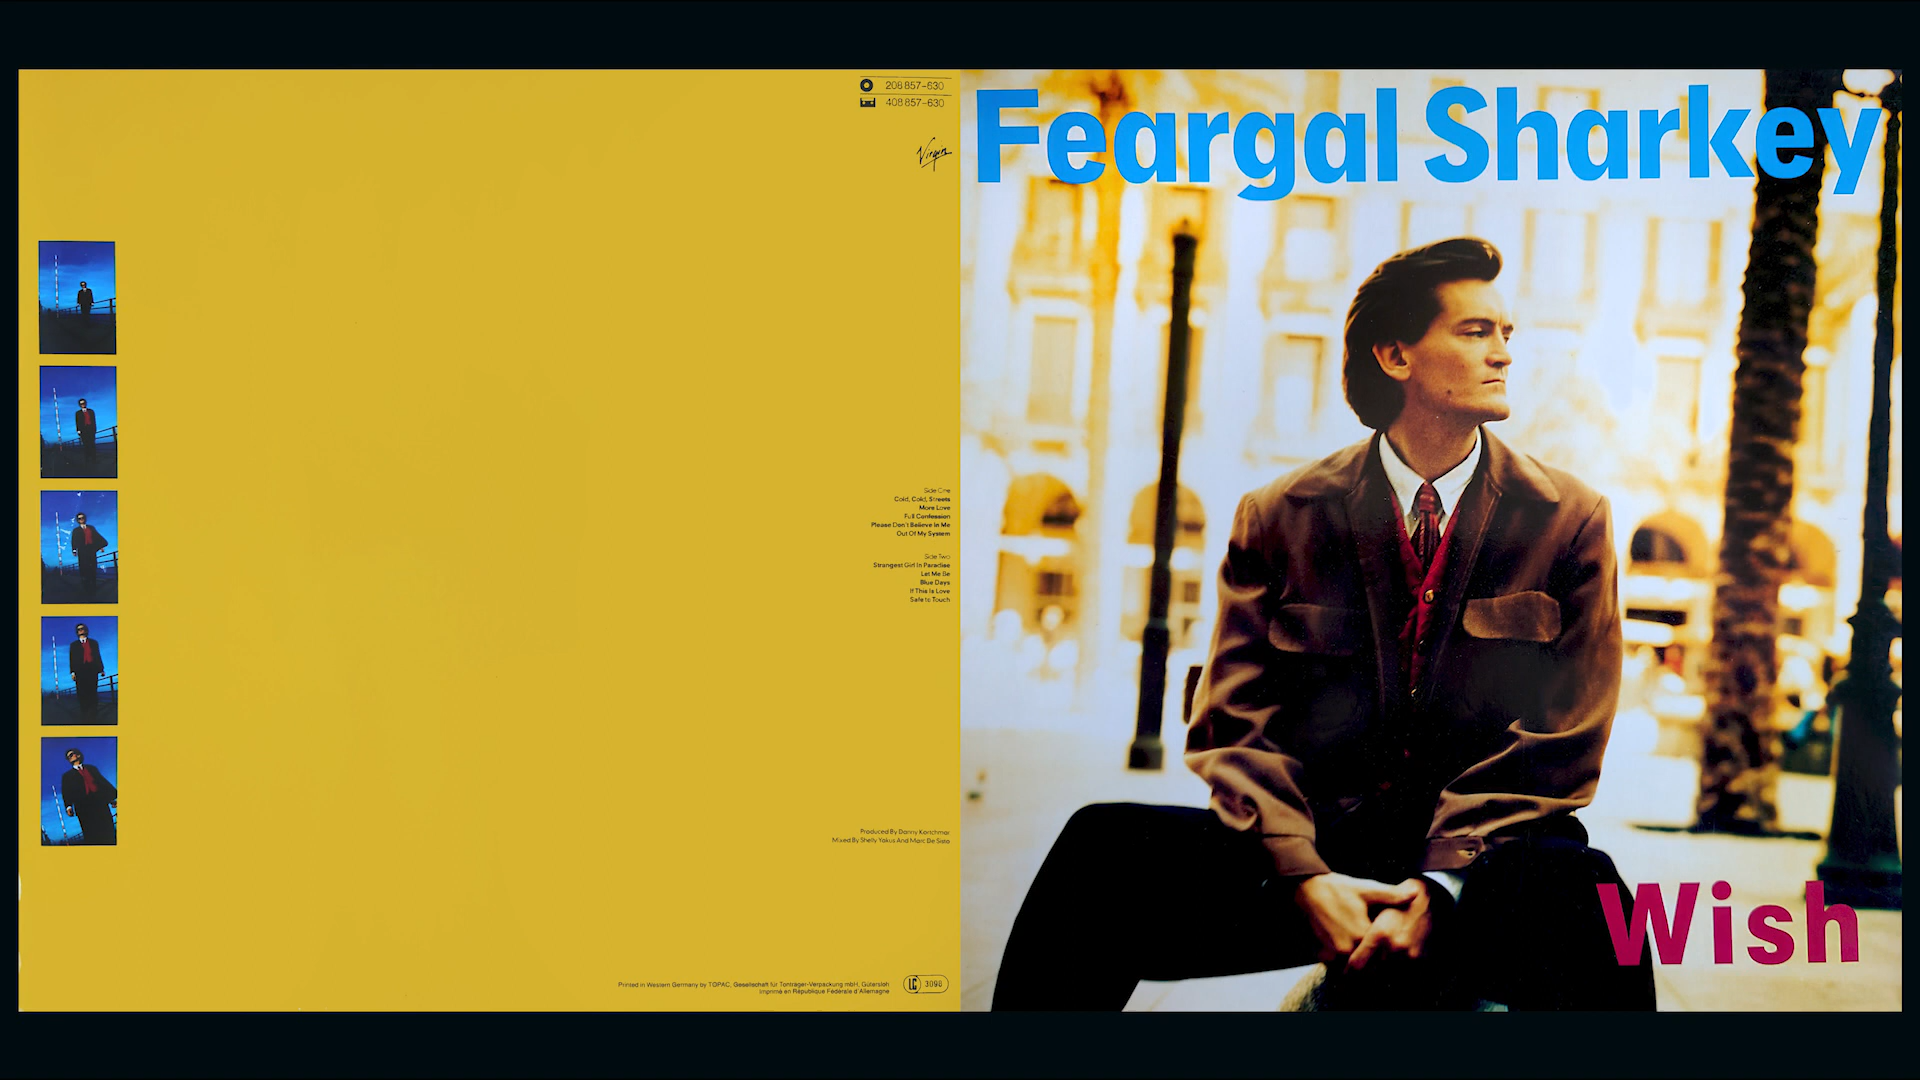 208 857-630
408 857-630
Virgin
Side One
Cold, Cold, Streets
More Love
Full Confession
Please Don't Believe In Me
Out Of My System
Side Two
Strangest Girl In Paradise
Let Me Be
Blue Days
If This Is Love
Safe to Touch
Produced By Danny Kortchmar
Mixed By Shelly Yakus And Marc De Sisto
Printed in Western Germany by TOPAC, Gesellschaft für Tonträger-Verpackung mbH, Gütersloh
Imprimé en République Fédérale d'Allemagne
LC 3098
Feargal Sharkey
Wish